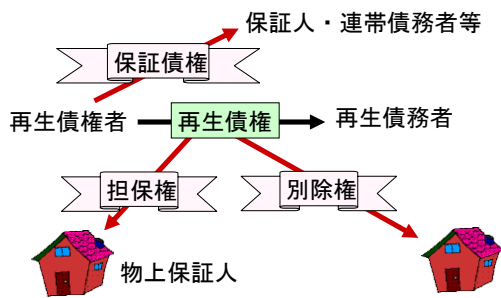 保証人・連帯債務者等
保証債権
再生債権者
再生債権
再生債務者
担保権
別除権
物上保証人